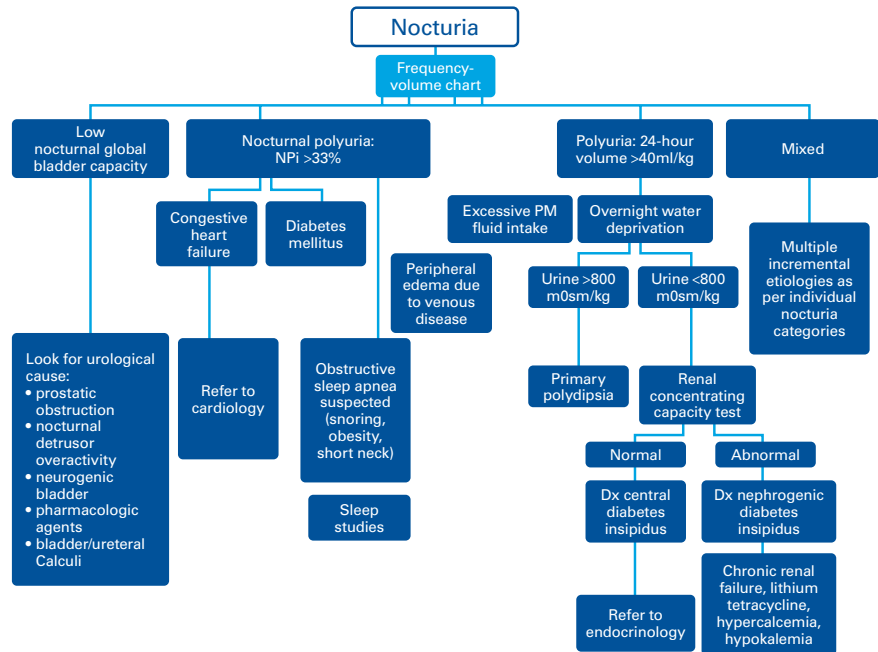 Nocturia
Frequency-
volume chart
Low
nocturnal global
bladder capacity
Nocturnal polyuria:
NPi >33%
Polyuria: 24-hour
volume >40ml/kg
Mixed
Congestive
heart
failure
Diabetes
mellitus
Excessive PM
fluid intake
Overnight water
deprivation
Peripheral
edema due to
venous
disease
Urine >800
m0sm/kg
Urine <800
m0sm/kg
Multiple
incremental
etiologies as
per individual
nocturia
categories
Look for urological
cause:
• prostatic
obstruction
• nocturnal
detrusor
overactivity
• neurogenic
bladder
• pharmacologic
agents
• bladder/ureteral
Calculi
Refer to
cardiology
Obstructive
sleep apnea
suspected
(snoring,
obesity,
short neck)
Sleep
studies
Primary
polydipsia
Renal
concentrating
capacity test
Normal
Abnormal
Dx central
diabetes
insipidus
Dx nephrogenic
diabetes
insipidus
Refer to
endocrinology
Chronic renal
failure, lithium
tetracycline,
hypercalcemia,
hypokalemia